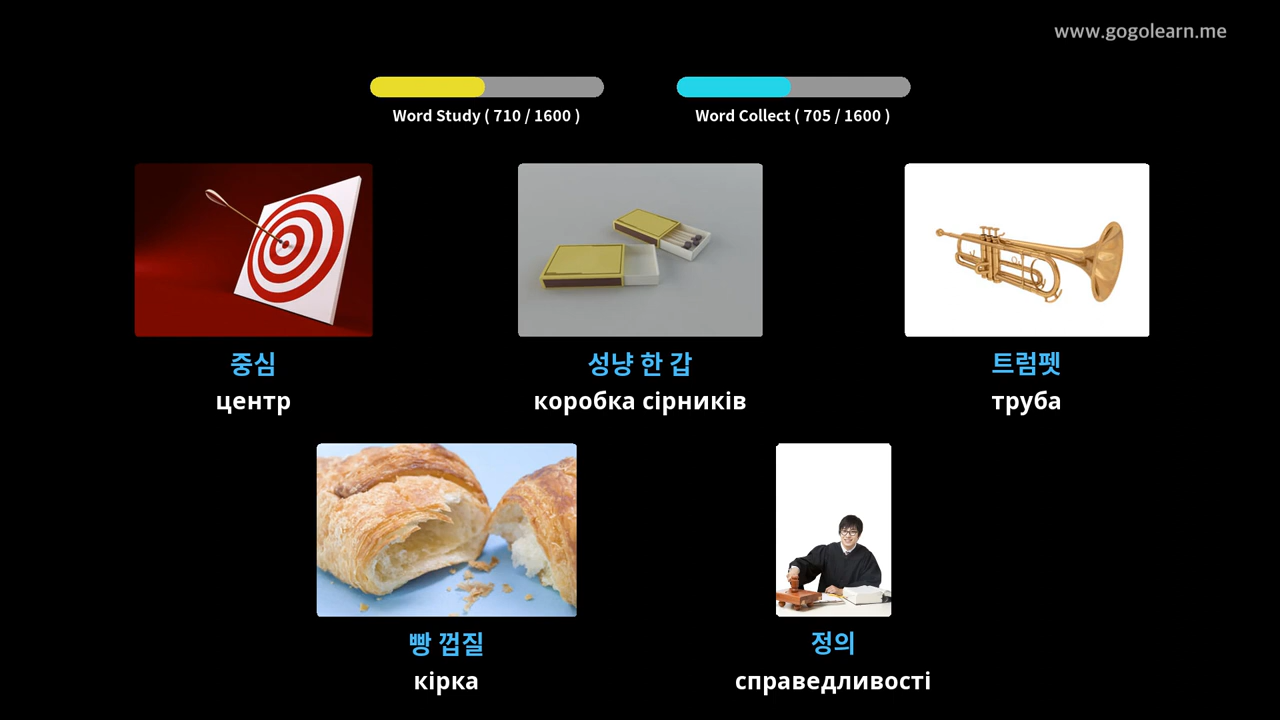 www.gogolearn.me
Word Study ( 710 / 1600 )
Word Collect ( 705 / 1600 )
중심
центр
성냥 한 갑
коробка сірників
트럼펫
труба
빵 껍질
кірка
정의
справедливості